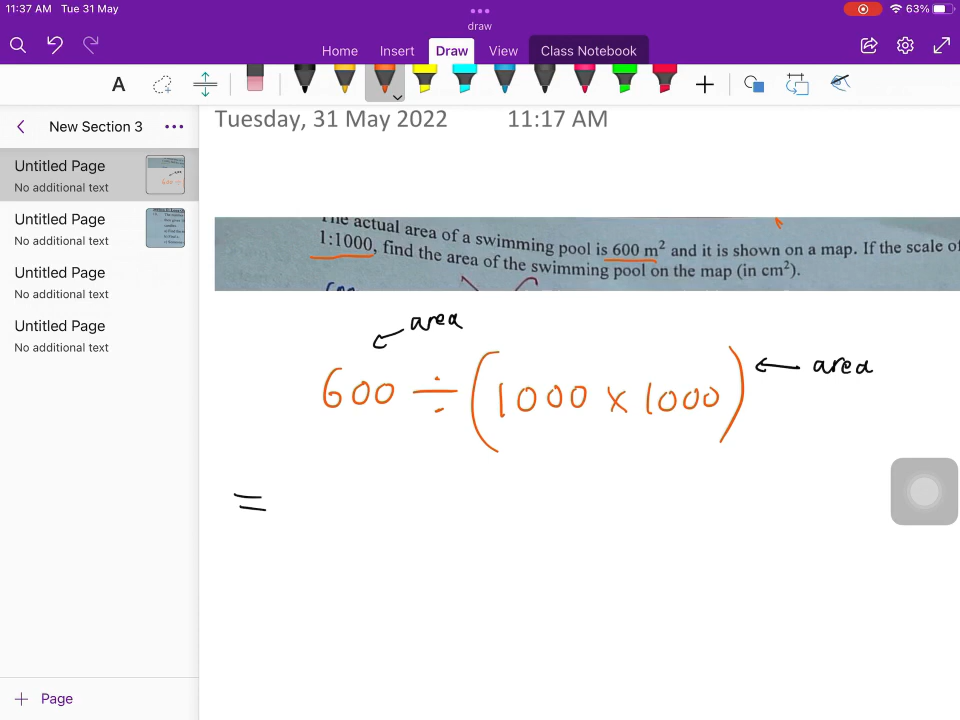 11:37 AM Tue 31 May
63%
draw
Home Insert Draw View Class Notebook
A
New Section 3
Untitled Page
No additional text
Untitled Page
No additional text
Untitled Page
No additional text
Untitled Page
No additional text
+ Page
Tuesday, 31 May 2022 11:17 AM
The actual area of a swimming pool is 600 m² and it is shown on a map. If the scale of
1:1000, find the area of the swimming pool on the map (in cm²).
area
600 ÷ (1000 x 1000) ← area
=